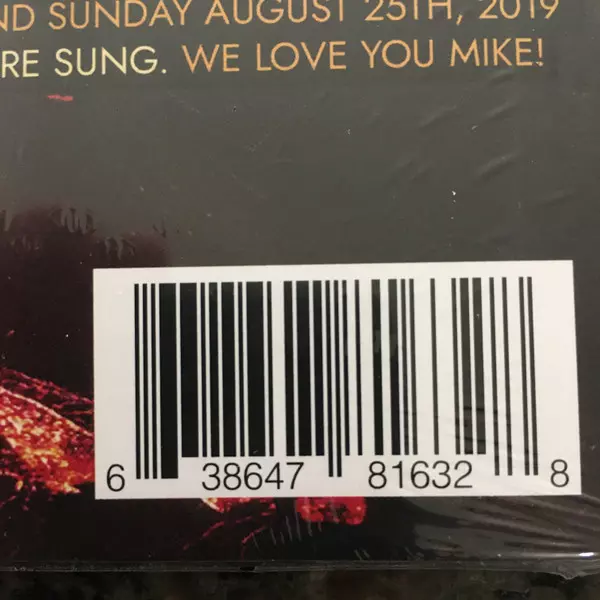 ND SUNDAY AUGUST 25TH, 2019
RE SUNG. WE LOVE YOU MIKE!
6 38647 81632 8